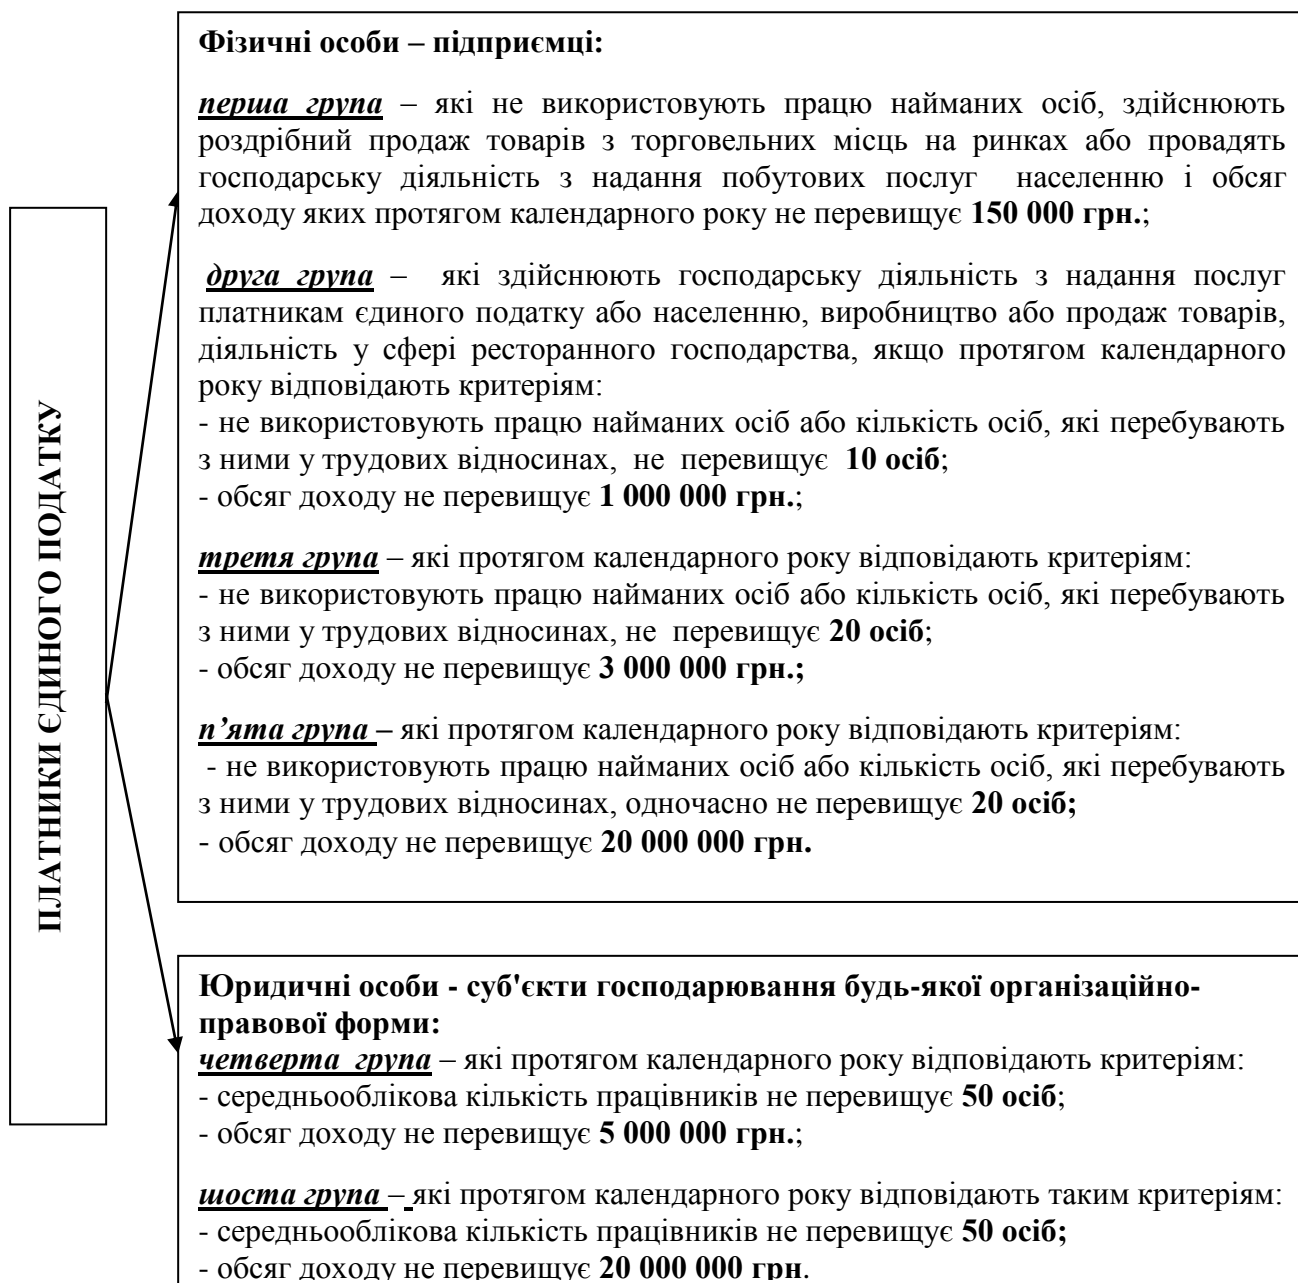 ПЛАТНИКИ ЄДИНОГО ПОДАТКУ
Фізичні особи – підприємці:
перша група – які не використовують працю найманих осіб, здійснюють
роздрібний продаж товарів з торговельних місць на ринках або провадять
господарську діяльність з надання побутових послуг населенню і обсяг
доходу яких протягом календарного року не перевищує 150 000 грн.;
друга група – які здійснюють господарську діяльність з надання послуг
платникам єдиного податку або населенню, виробництво або продаж товарів,
діяльність у сфері ресторанного господарства, якщо протягом календарного
року відповідають критеріям:
- не використовують працю найманих осіб або кількість осіб, які перебувають
з ними у трудових відносинах, не перевищує 10 осіб;
- обсяг доходу не перевищує 1 000 000 грн.;
третя група – які протягом календарного року відповідають критеріям:
- не використовують працю найманих осіб або кількість осіб, які перебувають
з ними у трудових відносинах, не перевищує 20 осіб;
- обсяг доходу не перевищує 3 000 000 грн.;
п’ята група – які протягом календарного року відповідають критеріям:
- не використовують працю найманих осіб або кількість осіб, які перебувають
з ними у трудових відносинах, одночасно не перевищує 20 осіб;
- обсяг доходу не перевищує 20 000 000 грн.
Юридичні особи - суб'єкти господарювання будь-якої організаційно-
правової форми:
четверта група – які протягом календарного року відповідають критеріям:
- середньооблікова кількість працівників не перевищує 50 осіб;
- обсяг доходу не перевищує 5 000 000 грн.;
шоста група – які протягом календарного року відповідають таким критеріям:
- середньооблікова кількість працівників не перевищує 50 осіб;
- обсяг доходу не перевищує 20 000 000 грн.